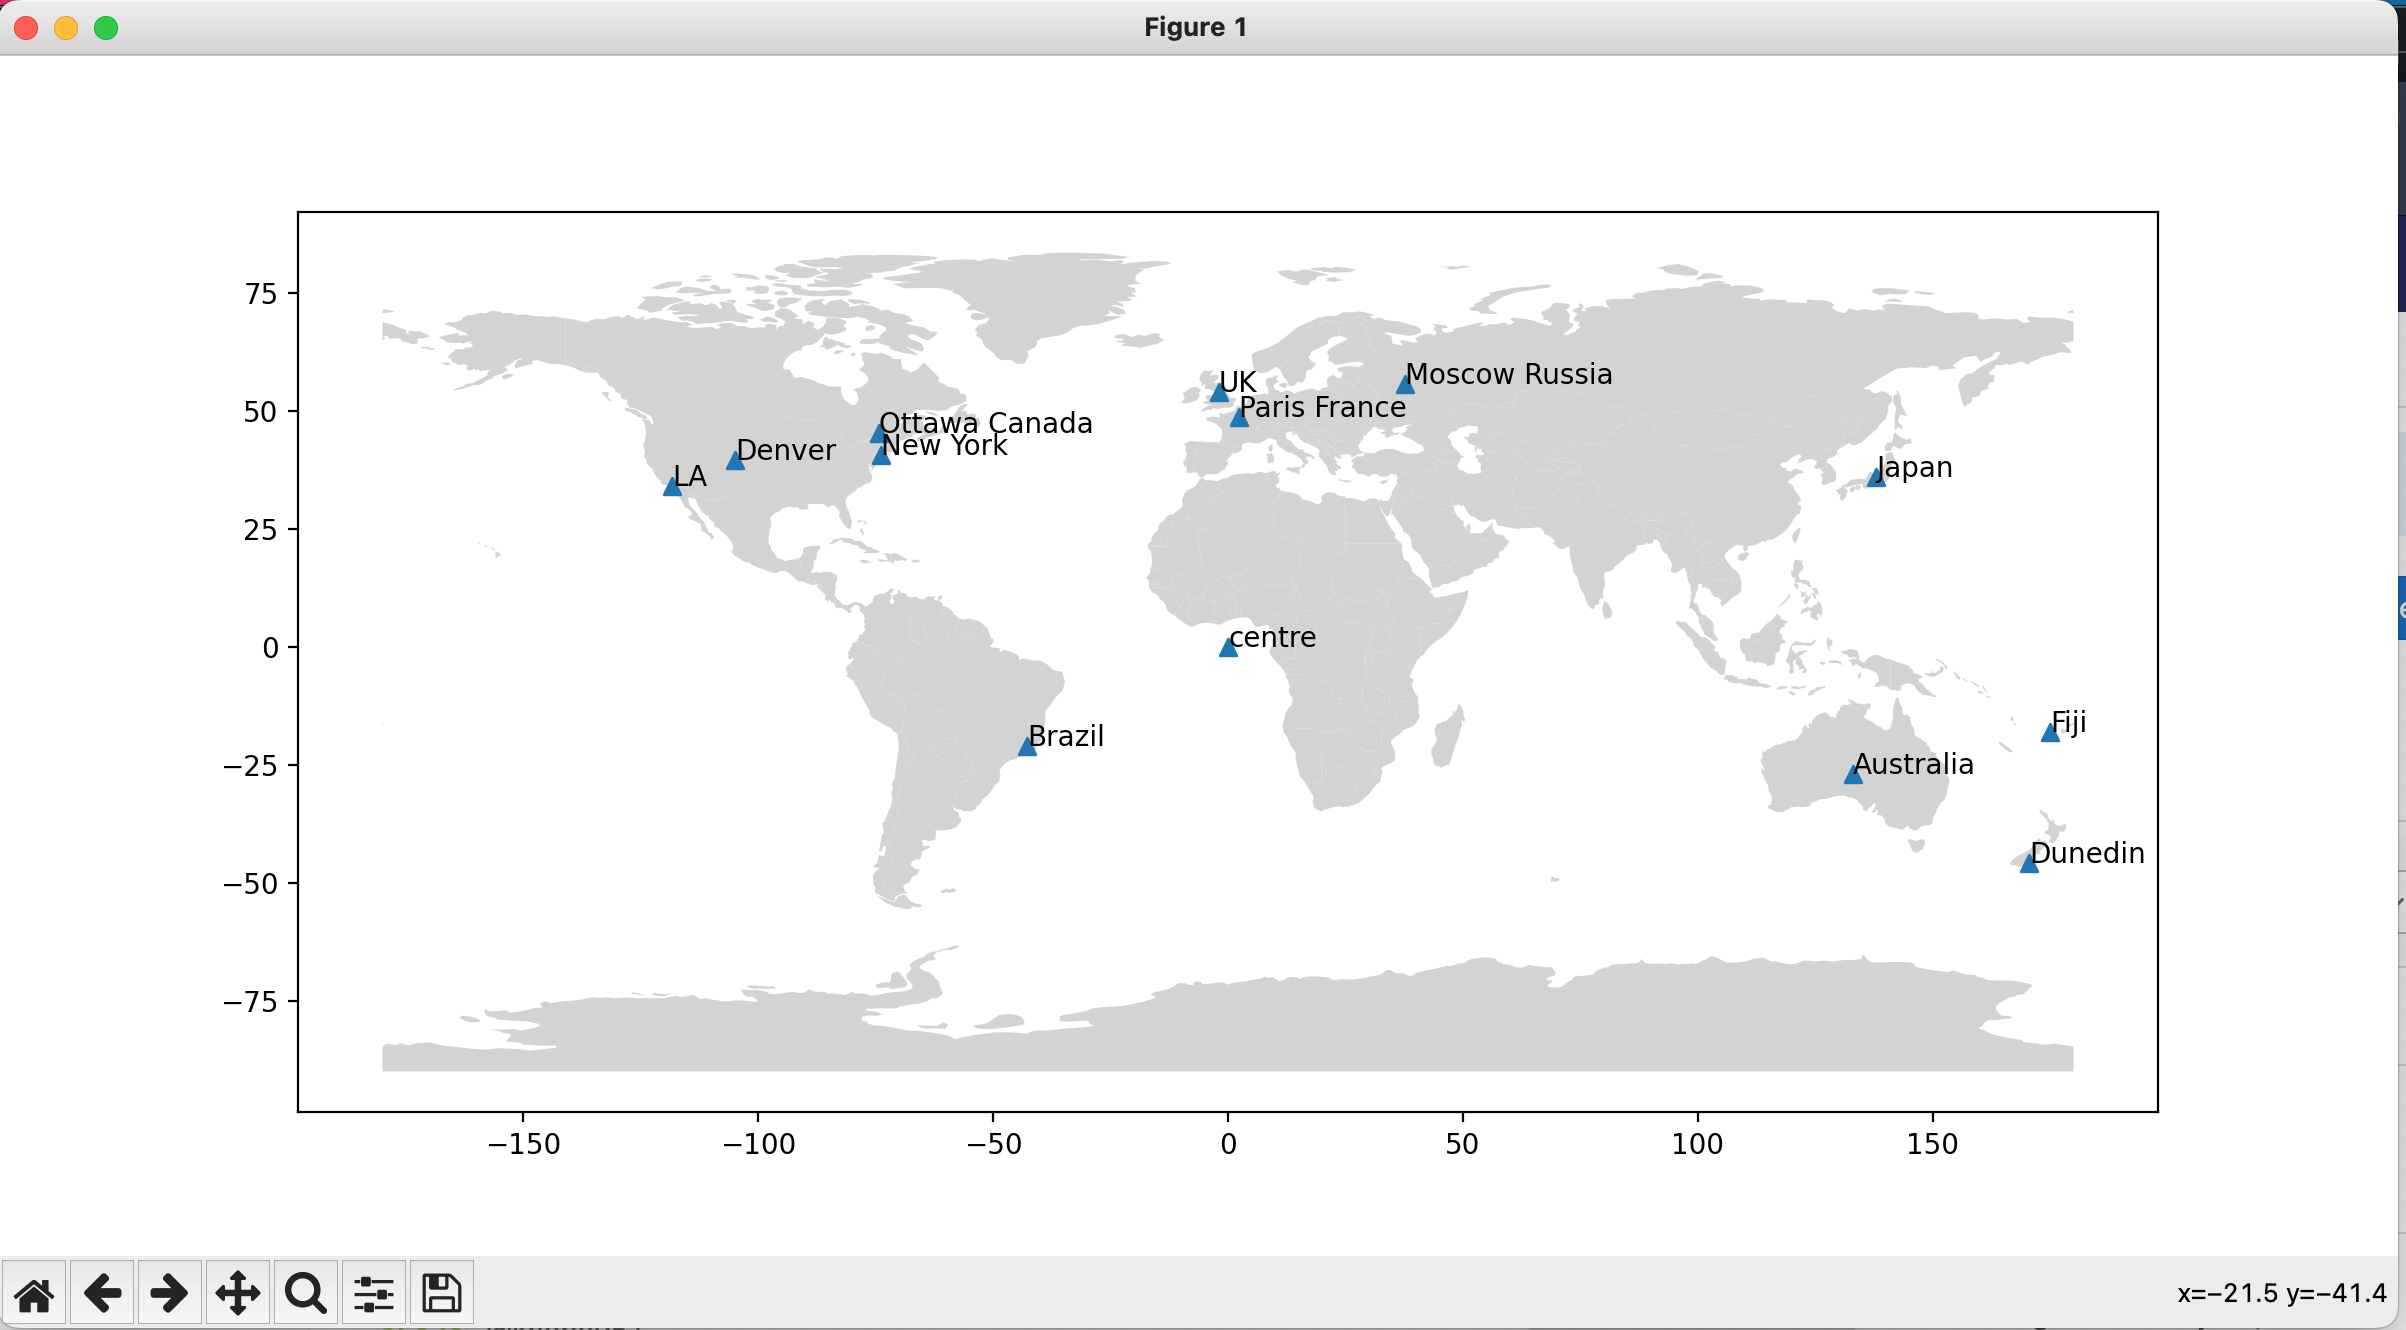 Figure 1
75
50
25
0
−25
−50
−75
UK
Moscow Russia
Paris France
Ottawa Canada
New York
Denver
LA
Japan
centre
Fiji
Brazil
Australia
Dunedin
−150
−100
−50
0
50
100
150
x=−21.5 y=−41.4